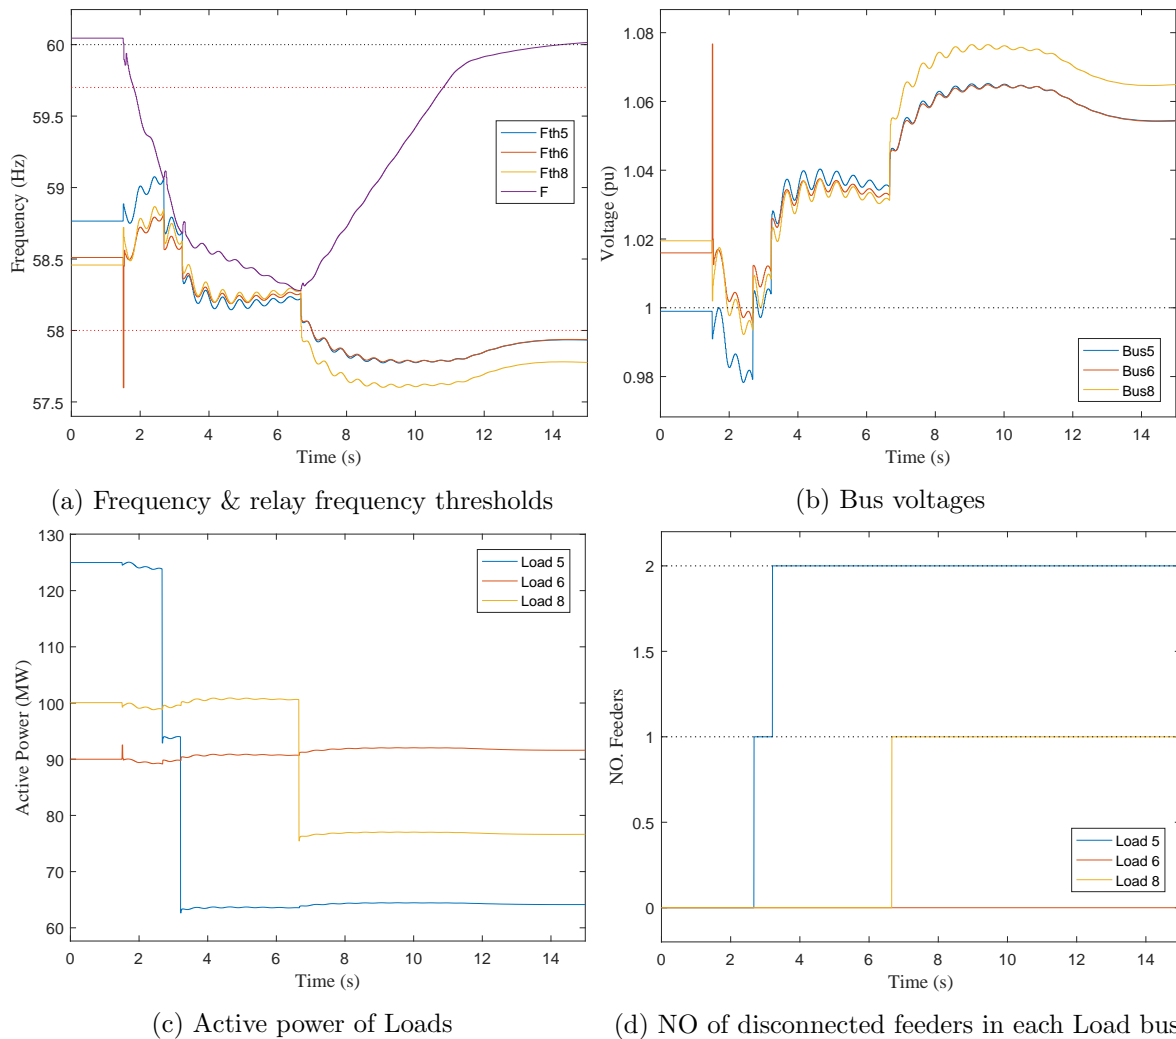 60
59.5
59
58.5
58
57.5
Frequency (Hz)
Fth5
Fth6
Fth8
F
0 2 4 6 8 10 12 14
Time (s)
(a) Frequency & relay frequency thresholds
1.08
1.06
1.04
1.02
1
0.98
Voltage (pu)
Bus5
Bus6
Bus8
0 2 4 6 8 10 12 14
Time (s)
(b) Bus voltages
130
120
110
100
90
80
70
60
Active Power (MW)
Load 5
Load 6
Load 8
0 2 4 6 8 10 12 14
Time (s)
(c) Active power of Loads
2
1.5
1
0.5
0
NO. Feeders
Load 5
Load 6
Load 8
0 2 4 6 8 10 12 14
Time (s)
(d) NO of disconnected feeders in each Load bus